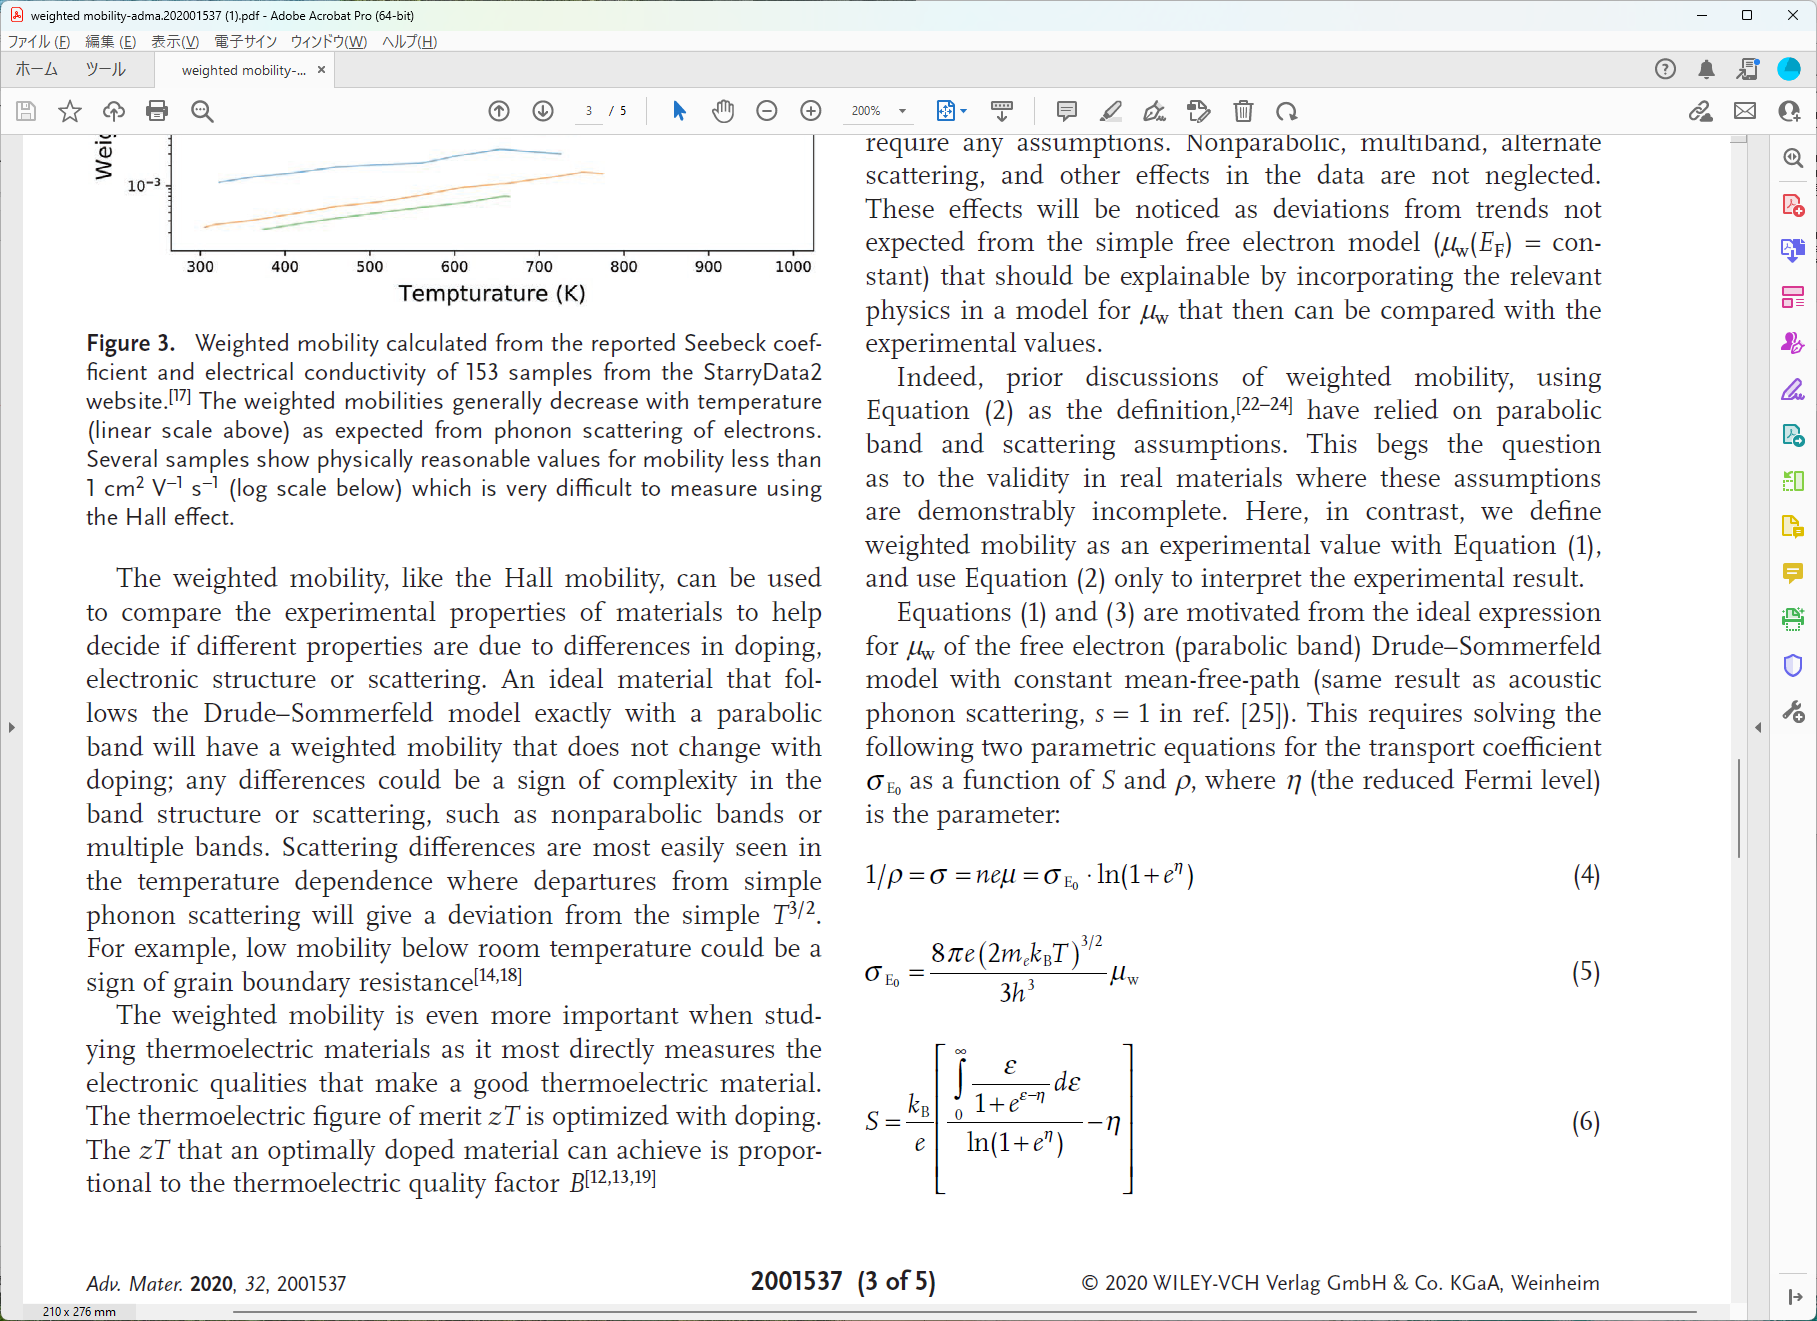 weighted mobility-adma.202001537 (1).pdf - Adobe Acrobat Pro (64-bit)
ファイル (F) 編集 (E) 表示(V) 電子サイン ウィンドウ(W) ヘルプ(H)
ホーム ツール weighted mobility-... ×
3 / 5 200%
10⁻³
300 400 500 600 700 800 900 1000
Tempturature (K)
Figure 3. Weighted mobility calculated from the reported Seebeck coef-
ficient and electrical conductivity of 153 samples from the StarryData2
website.[17] The weighted mobilities generally decrease with temperature
(linear scale above) as expected from phonon scattering of electrons.
Several samples show physically reasonable values for mobility less than
1 cm² V⁻¹ s⁻¹ (log scale below) which is very difficult to measure using
the Hall effect.
The weighted mobility, like the Hall mobility, can be used
to compare the experimental properties of materials to help
decide if different properties are due to differences in doping,
electronic structure or scattering. An ideal material that fol-
lows the Drude–Sommerfeld model exactly with a parabolic
band will have a weighted mobility that does not change with
doping; any differences could be a sign of complexity in the
band structure or scattering, such as nonparabolic bands or
multiple bands. Scattering differences are most easily seen in
the temperature dependence where departures from simple
phonon scattering will give a deviation from the simple T³/².
For example, low mobility below room temperature could be a
sign of grain boundary resistance[14,18]
The weighted mobility is even more important when stud-
ying thermoelectric materials as it most directly measures the
electronic qualities that make a good thermoelectric material.
The thermoelectric figure of merit zT is optimized with doping.
The zT that an optimally doped material can achieve is propor-
tional to the thermoelectric quality factor B[12,13,19]
require any assumptions. Nonparabolic, multiband, alternate
scattering, and other effects in the data are not neglected.
These effects will be noticed as deviations from trends not
expected from the simple free electron model (μw(EF) = con-
stant) that should be explainable by incorporating the relevant
physics in a model for μw that then can be compared with the
experimental values.
Indeed, prior discussions of weighted mobility, using
Equation (2) as the definition,[22–24] have relied on parabolic
band and scattering assumptions. This begs the question
as to the validity in real materials where these assumptions
are demonstrably incomplete. Here, in contrast, we define
weighted mobility as an experimental value with Equation (1),
and use Equation (2) only to interpret the experimental result.
Equations (1) and (3) are motivated from the ideal expression
for μw of the free electron (parabolic band) Drude–Sommerfeld
model with constant mean-free-path (same result as acoustic
phonon scattering, s = 1 in ref. [25]). This requires solving the
following two parametric equations for the transport coefficient
σE₀ as a function of S and ρ, where η (the reduced Fermi level)
is the parameter:
1/ρ = σ = neμ = σE₀ · ln(1 + e^η) (4)
σE₀ = 8πe(2mₑkBT)^3/2 / 3h³ μw (5)
S = kB/e [ ∫₀^∞ ε/(1 + e^(ε−η)) dε / ln(1 + e^η) − η ] (6)
Adv. Mater. 2020, 32, 2001537
2001537 (3 of 5)
© 2020 WILEY-VCH Verlag GmbH & Co. KGaA, Weinheim
210 x 276 mm